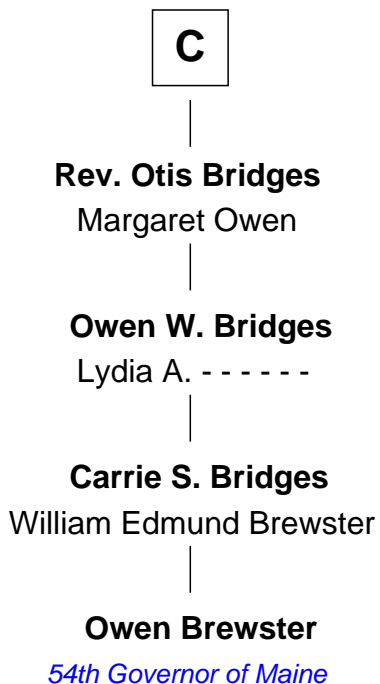 C
Rev. Otis Bridges
Margaret Owen
Owen W. Bridges
Lydia A. - - - - - -
Carrie S. Bridges
William Edmund Brewster
Owen Brewster
54th Governor of Maine